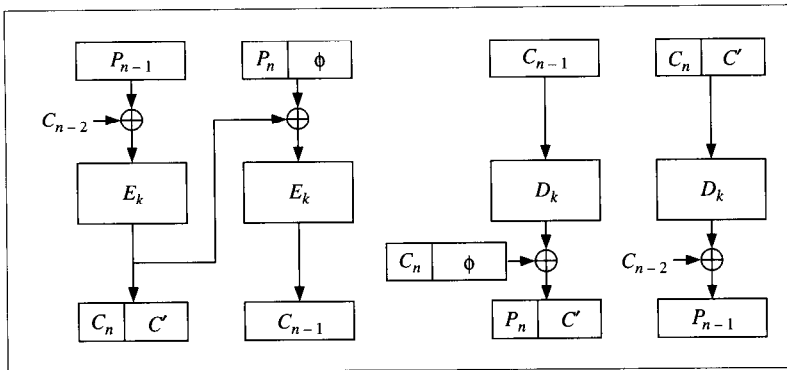 P_{n-1}
P_n ϕ
C_{n-1}
C_n C′
C_{n-2}
E_k
E_k
D_k
D_k
C_n ϕ
C_{n-2}
C_n C′
C_{n-1}
P_n C′
P_{n-1}